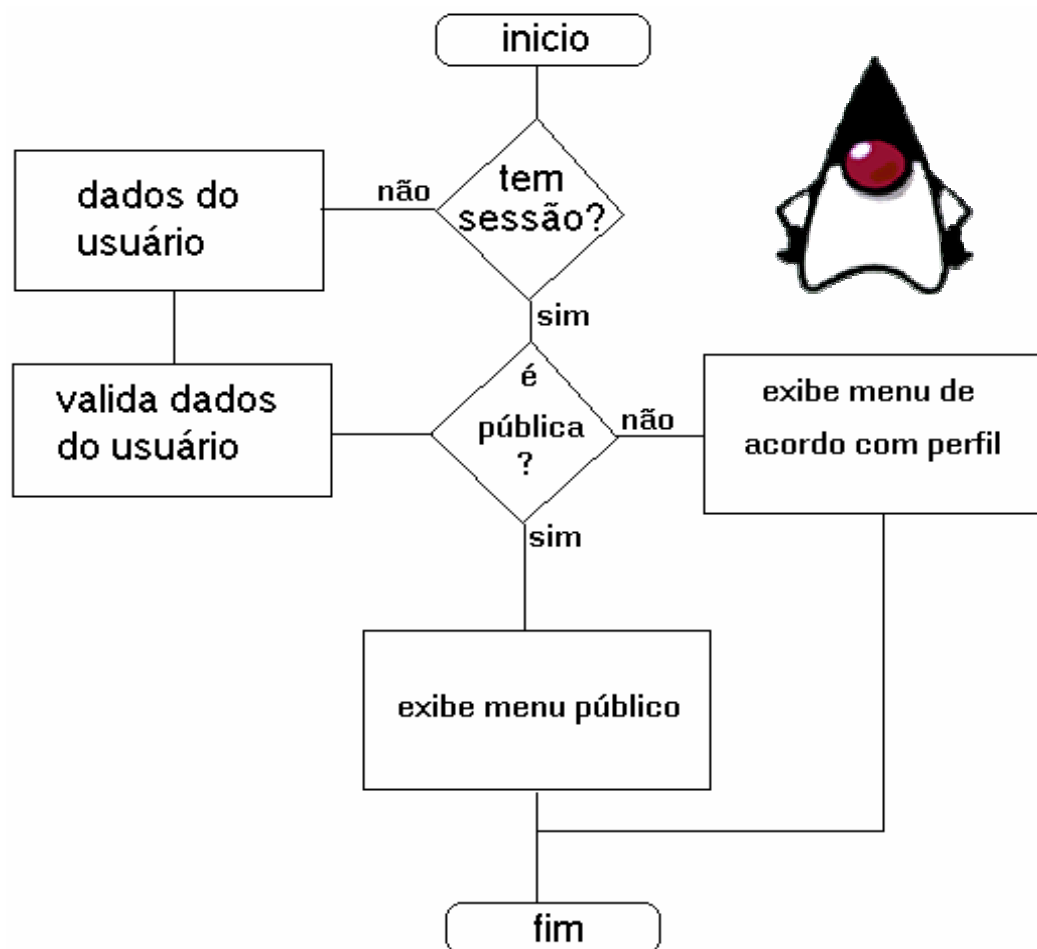 inicio
tem
sessão?
não
dados do
usuário
sim
valida dados
do usuário
é
pública
?
não
exibe menu de
acordo com perfil
sim
exibe menu público
fim